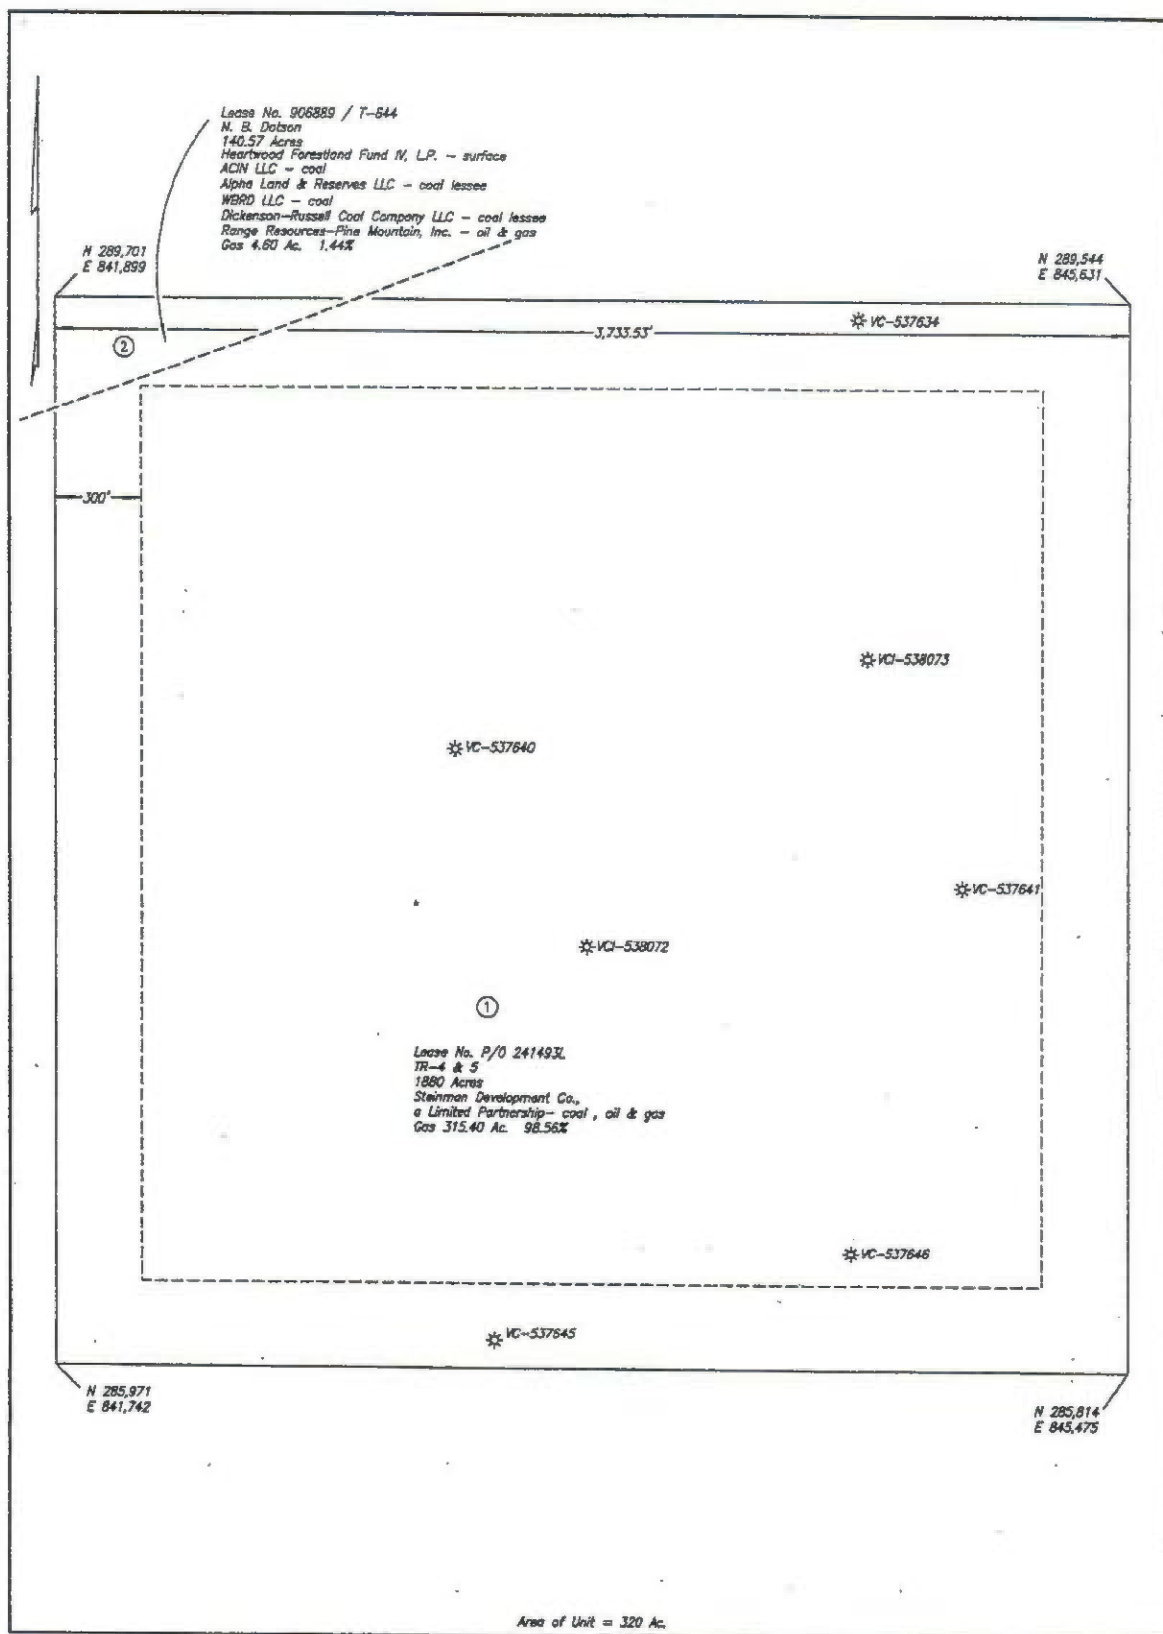 Lease No. 906889 / T-644
N. B. Dotson
140.57 Acres
Heartwood Forestland Fund IV, L.P. - surface
ACIN LLC - coal
Alpha Land & Reserves LLC - coal lessee
WBRD LLC - coal
Dickenson-Russell Coal Company LLC - coal lessee
Range Resources-Pine Mountain, Inc. - oil & gas
Gas 4.60 Ac. 1.44%
N 289,701
E 841,899
N 289,544
E 845,631
VC-537634
3,733.53'
2
300'
VCI-538073
VC-537640
VC-537641
VCI-538072
1
Lease No. P/O 241493L
TR-4 & 5
1880 Acres
Steinman Development Co.,
a Limited Partnership- coal , oil & gas
Gas 315.40 Ac. 98.56%
VC-537646
VC-537645
N 285,971
E 841,742
N 285,814
E 845,475
Area of Unit = 320 Ac.